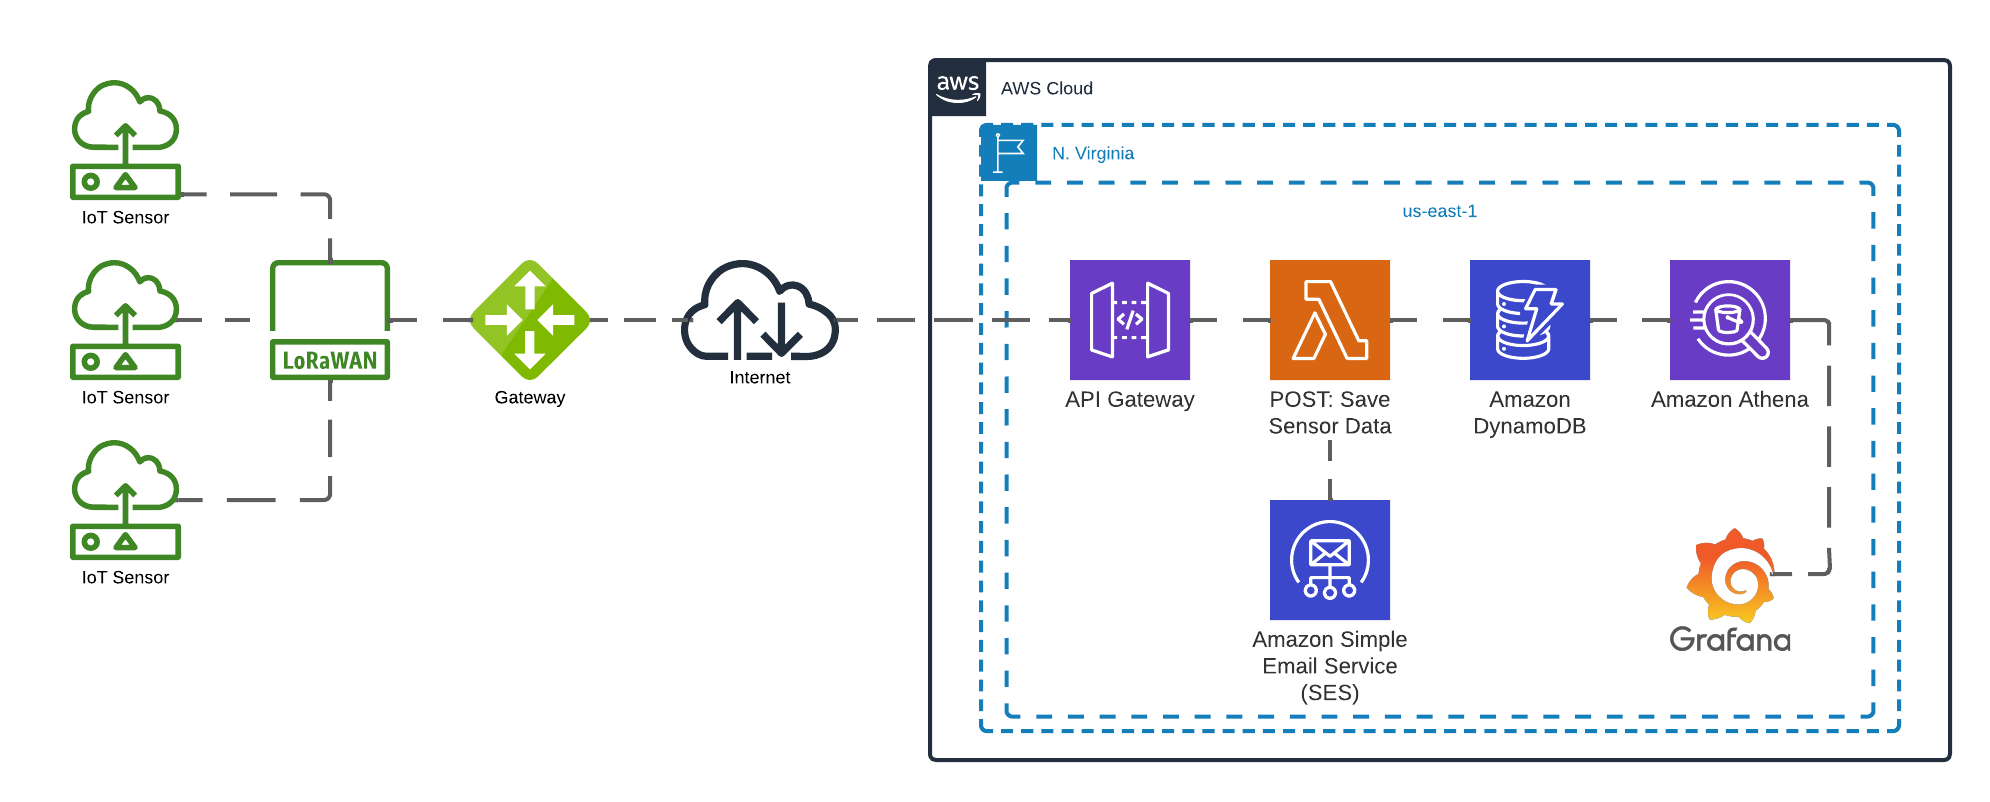 aws
AWS Cloud
N. Virginia
us-east-1
IoT Sensor
IoT Sensor
IoT Sensor
LoRaWAN
Gateway
Internet
</>
API Gateway
POST: Save
Sensor Data
Amazon
DynamoDB
Amazon Athena
Amazon Simple
Email Service
(SES)
Grafana